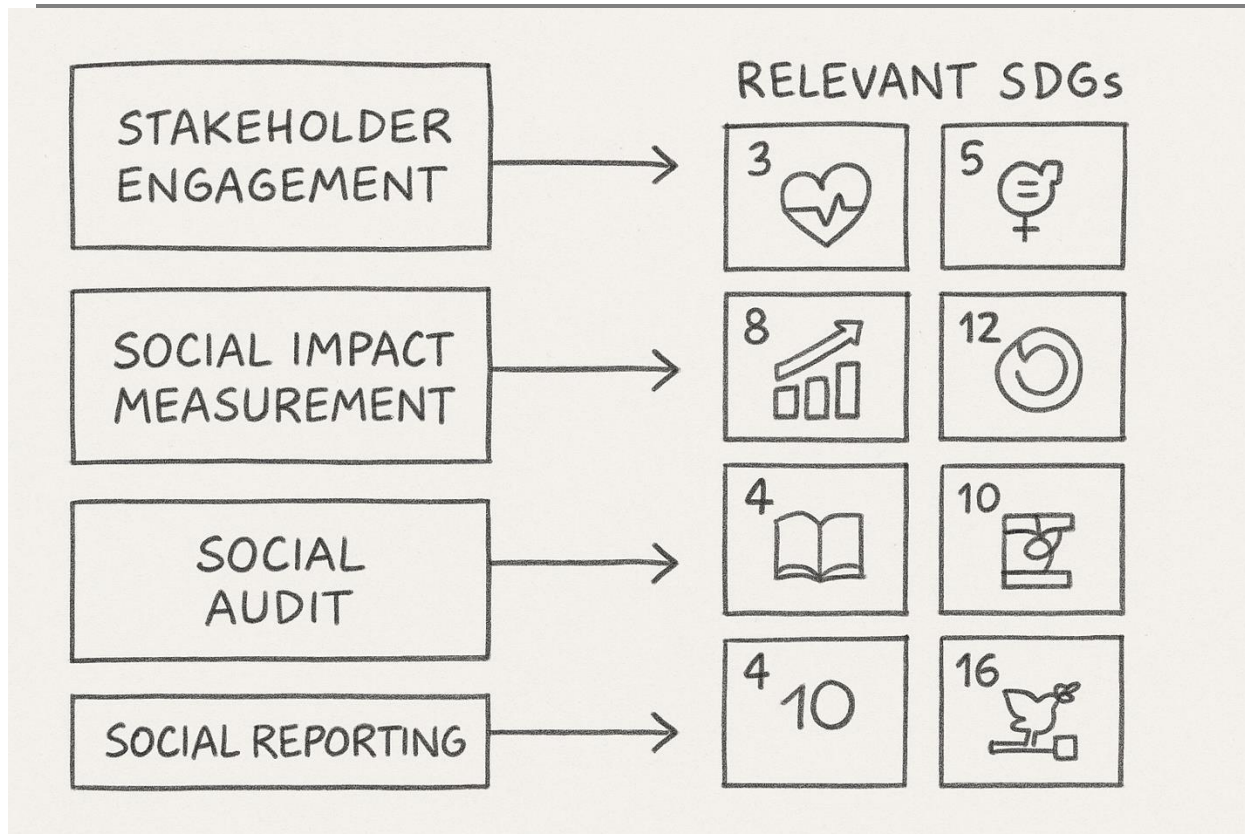 RELEVANT SDGs
STAKEHOLDER
ENGAGEMENT
3
5
SOCIAL IMPACT
MEASUREMENT
8
12
SOCIAL
AUDIT
4
10
SOCIAL REPORTING
4
10
16